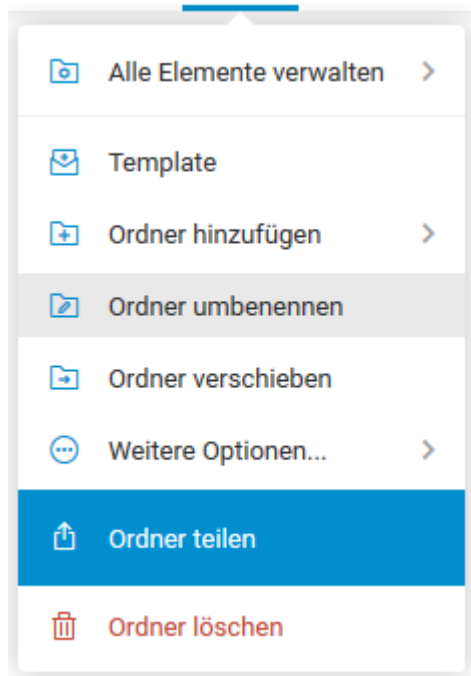 Alle Elemente verwalten
Template
Ordner hinzufügen
Ordner umbenennen
Ordner verschieben
Weitere Optionen...
Ordner teilen
Ordner löschen